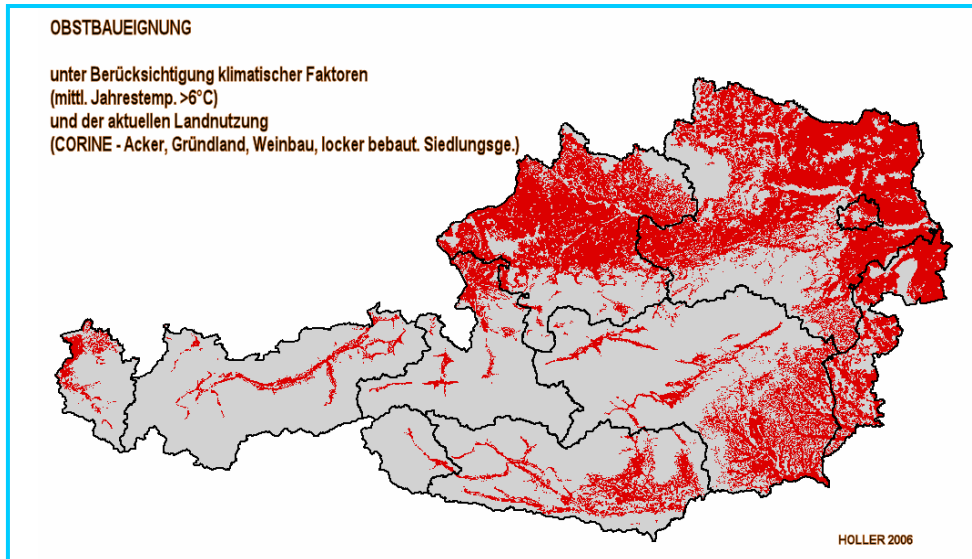 OBSTBAUEIGNUNG
unter Berücksichtigung klimatischer Faktoren
(mittl. Jahrestemp. >6°C)
und der aktuellen Landnutzung
(CORINE - Acker, Gründland, Weinbau, locker bebaut. Siedlungsge.)
HOLLER 2006